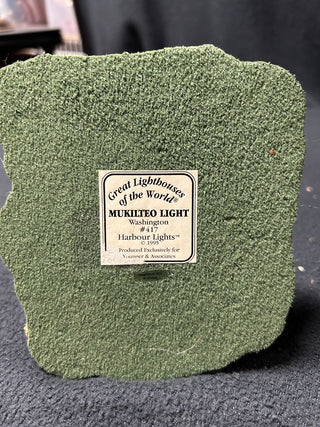 Great Lighthouses
of the World®
MUKILTEO LIGHT
Washington
#417
Harbour Lights™
© 1995
Produced Exclusively for
Younger & Associates